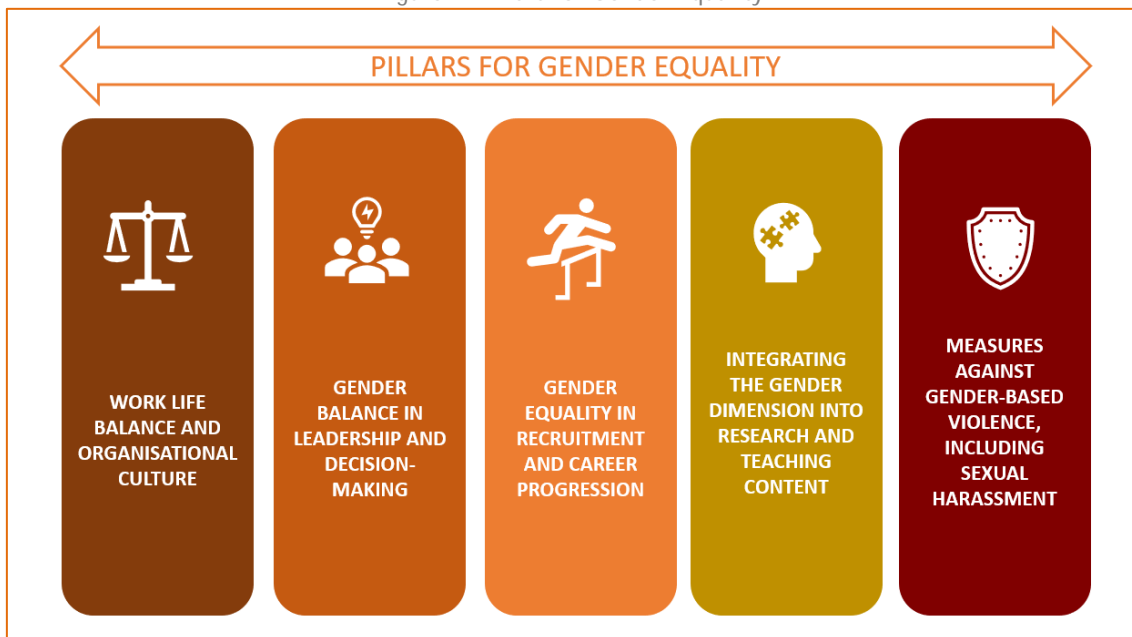 PILLARS FOR GENDER EQUALITY
WORK LIFE
BALANCE AND
ORGANISATIONAL
CULTURE
GENDER
BALANCE IN
LEADERSHIP AND
DECISION-
MAKING
GENDER
EQUALITY IN
RECRUITMENT
AND CAREER
PROGRESSION
INTEGRATING
THE GENDER
DIMENSION INTO
RESEARCH AND
TEACHING
CONTENT
MEASURES
AGAINST
GENDER-BASED
VIOLENCE,
INCLUDING
SEXUAL
HARASSMENT